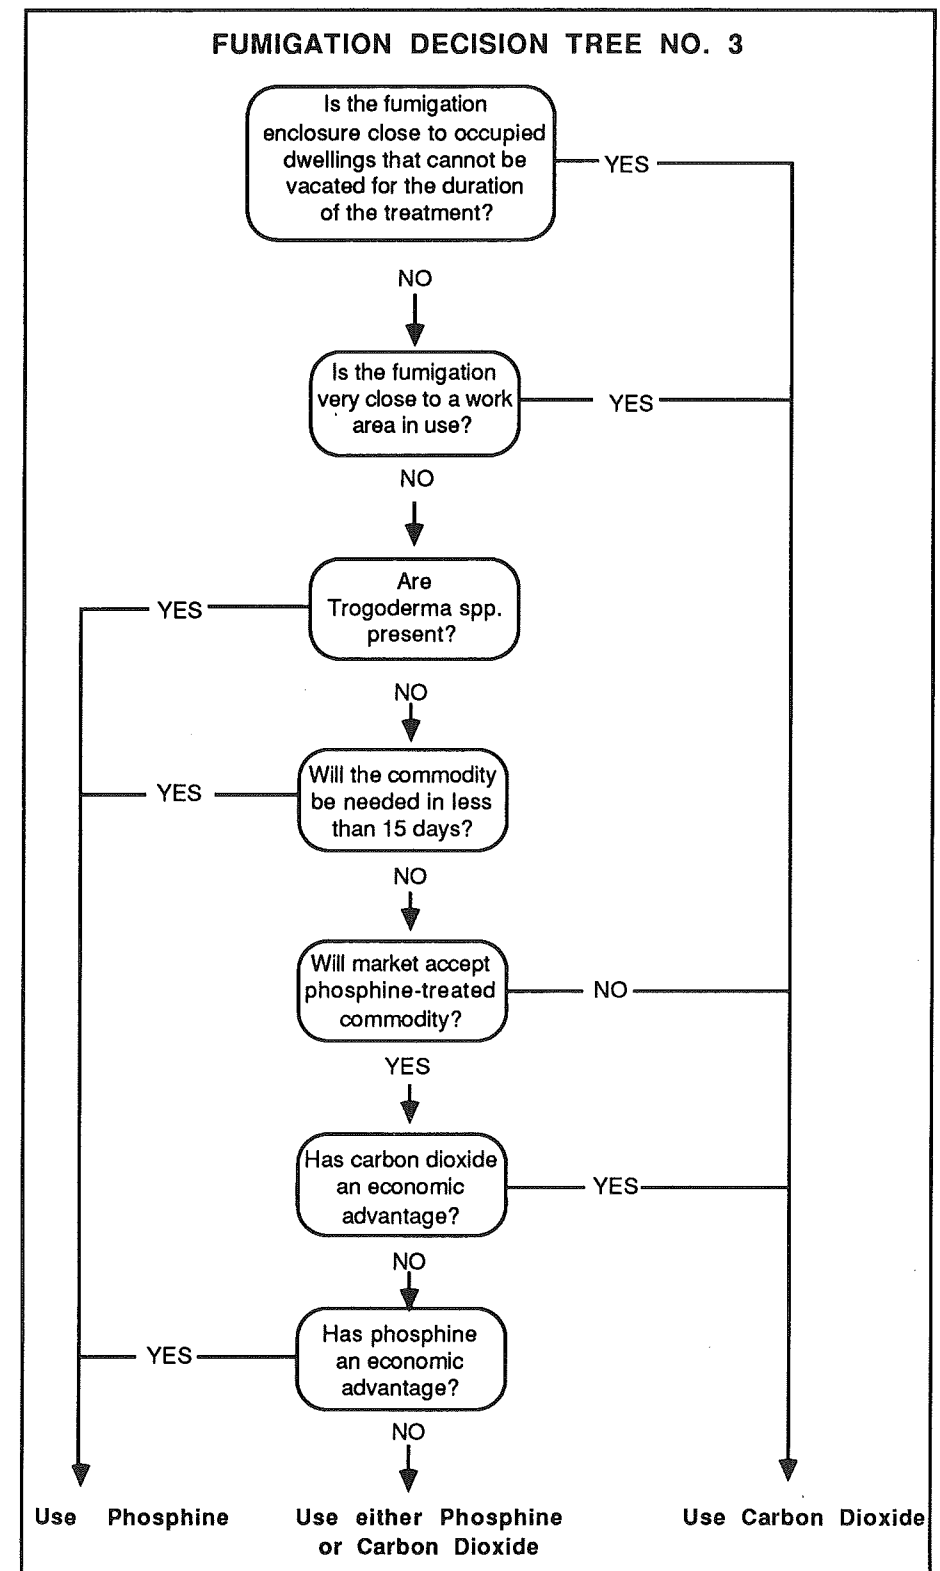 FUMIGATION DECISION TREE NO. 3
Is the fumigation
enclosure close to occupied
dwellings that cannot be
vacated for the duration
of the treatment?
YES
NO
Is the fumigation
very close to a work
area in use?
YES
NO
Are
Trogoderma spp.
present?
YES
NO
Will the commodity
be needed in less
than 15 days?
YES
NO
Will market accept
phosphine-treated
commodity?
NO
YES
Has carbon dioxide
an economic
advantage?
YES
NO
Has phosphine
an economic
advantage?
YES
NO
Use Phosphine
Use either Phosphine
or Carbon Dioxide
Use Carbon Dioxide